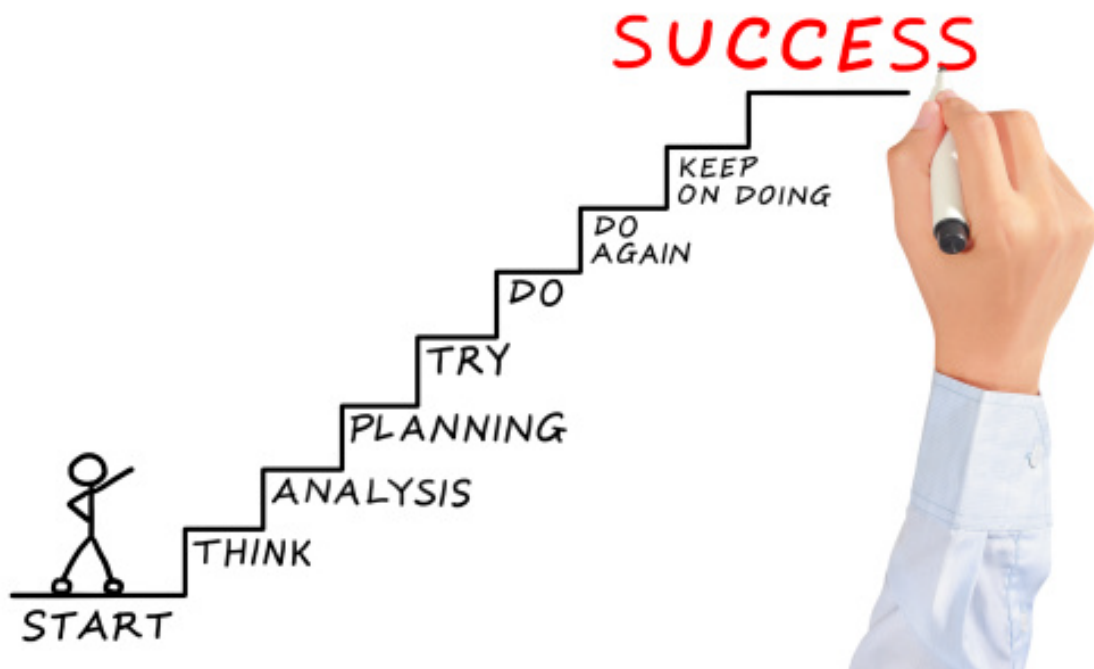 SUCCESS
KEEP
ON DOING
DO
AGAIN
DO
TRY
PLANNING
ANALYSIS
THINK
START